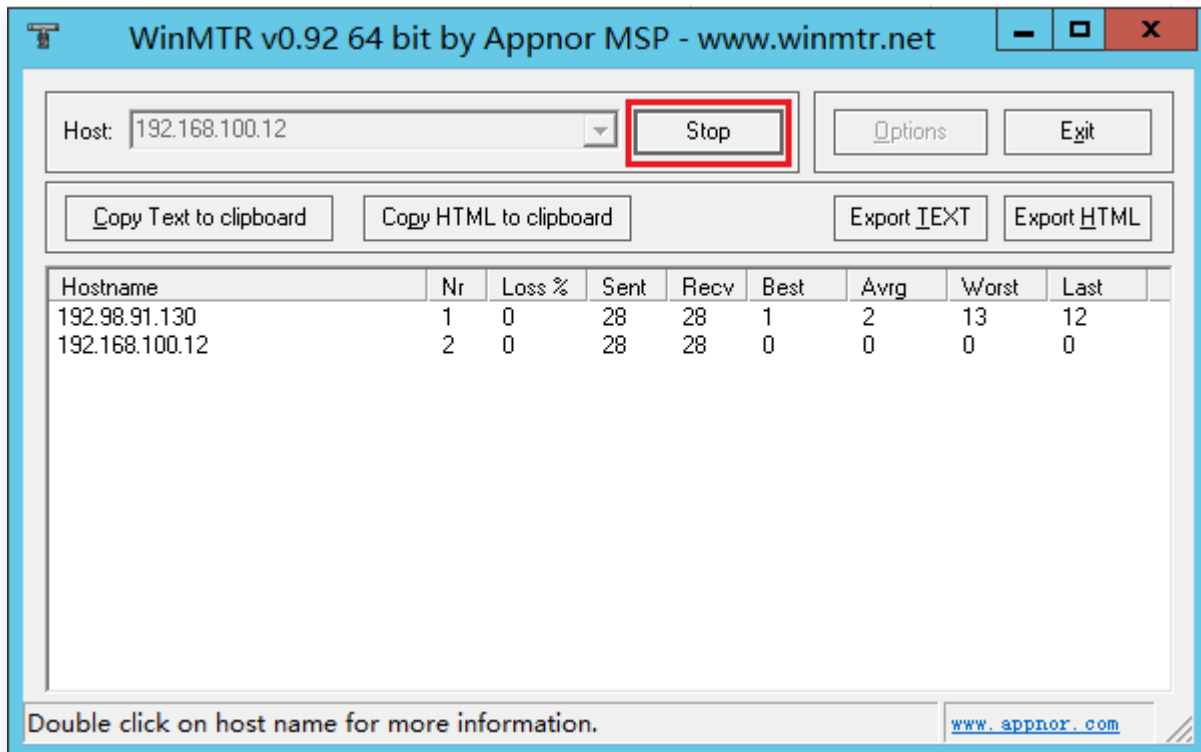 WinMTR v0.92 64 bit by Appnor MSP - www.winmtr.net
Host: 192.168.100.12 Stop Options Exit
Copy Text to clipboard Copy HTML to clipboard Export TEXT Export HTML
Hostname Nr Loss % Sent Recv Best Avrg Worst Last
192.98.91.130 1 0 28 28 1 2 13 12
192.168.100.12 2 0 28 28 0 0 0 0
Double click on host name for more information. www.appnor.com